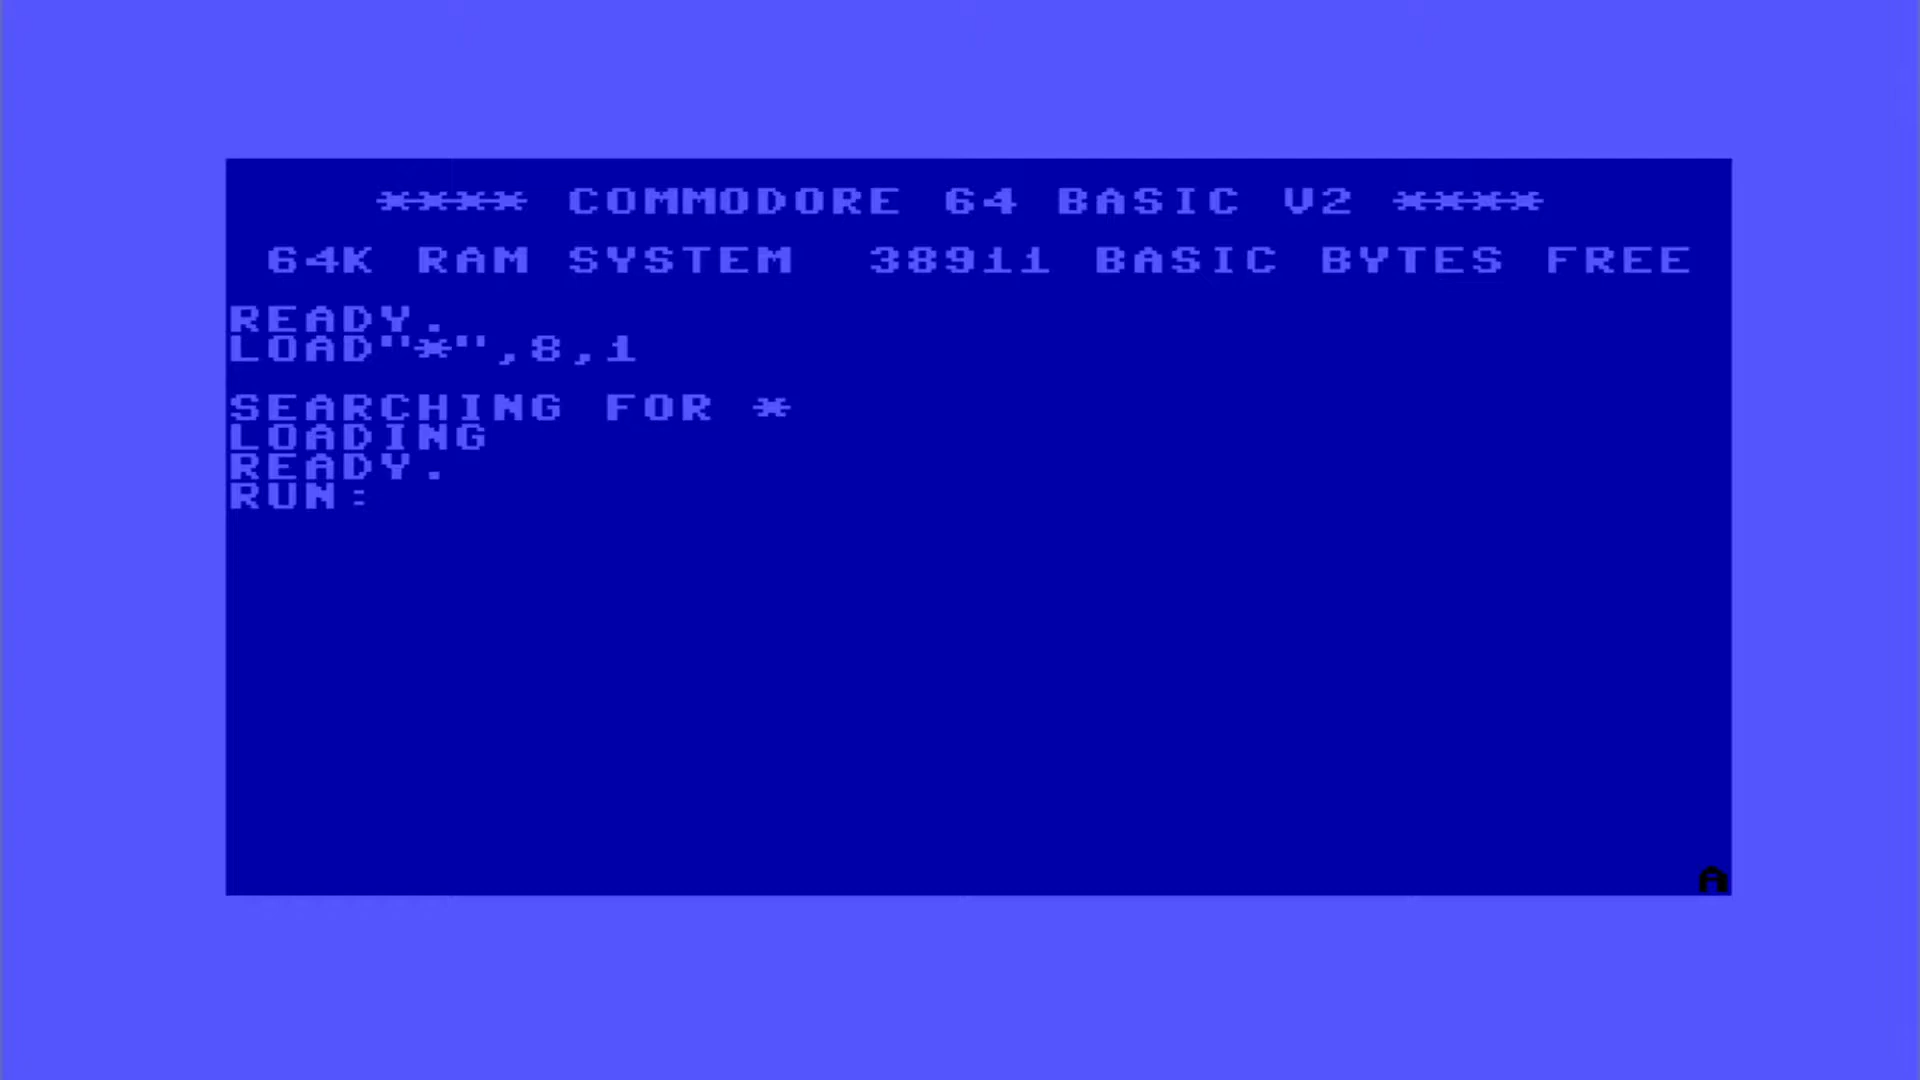 **** COMMODORE 64 BASIC V2 ****
64K RAM SYSTEM  38911 BASIC BYTES FREE
READY.
LOAD"*",8,1
SEARCHING FOR *
LOADING
READY.
RUN:
A